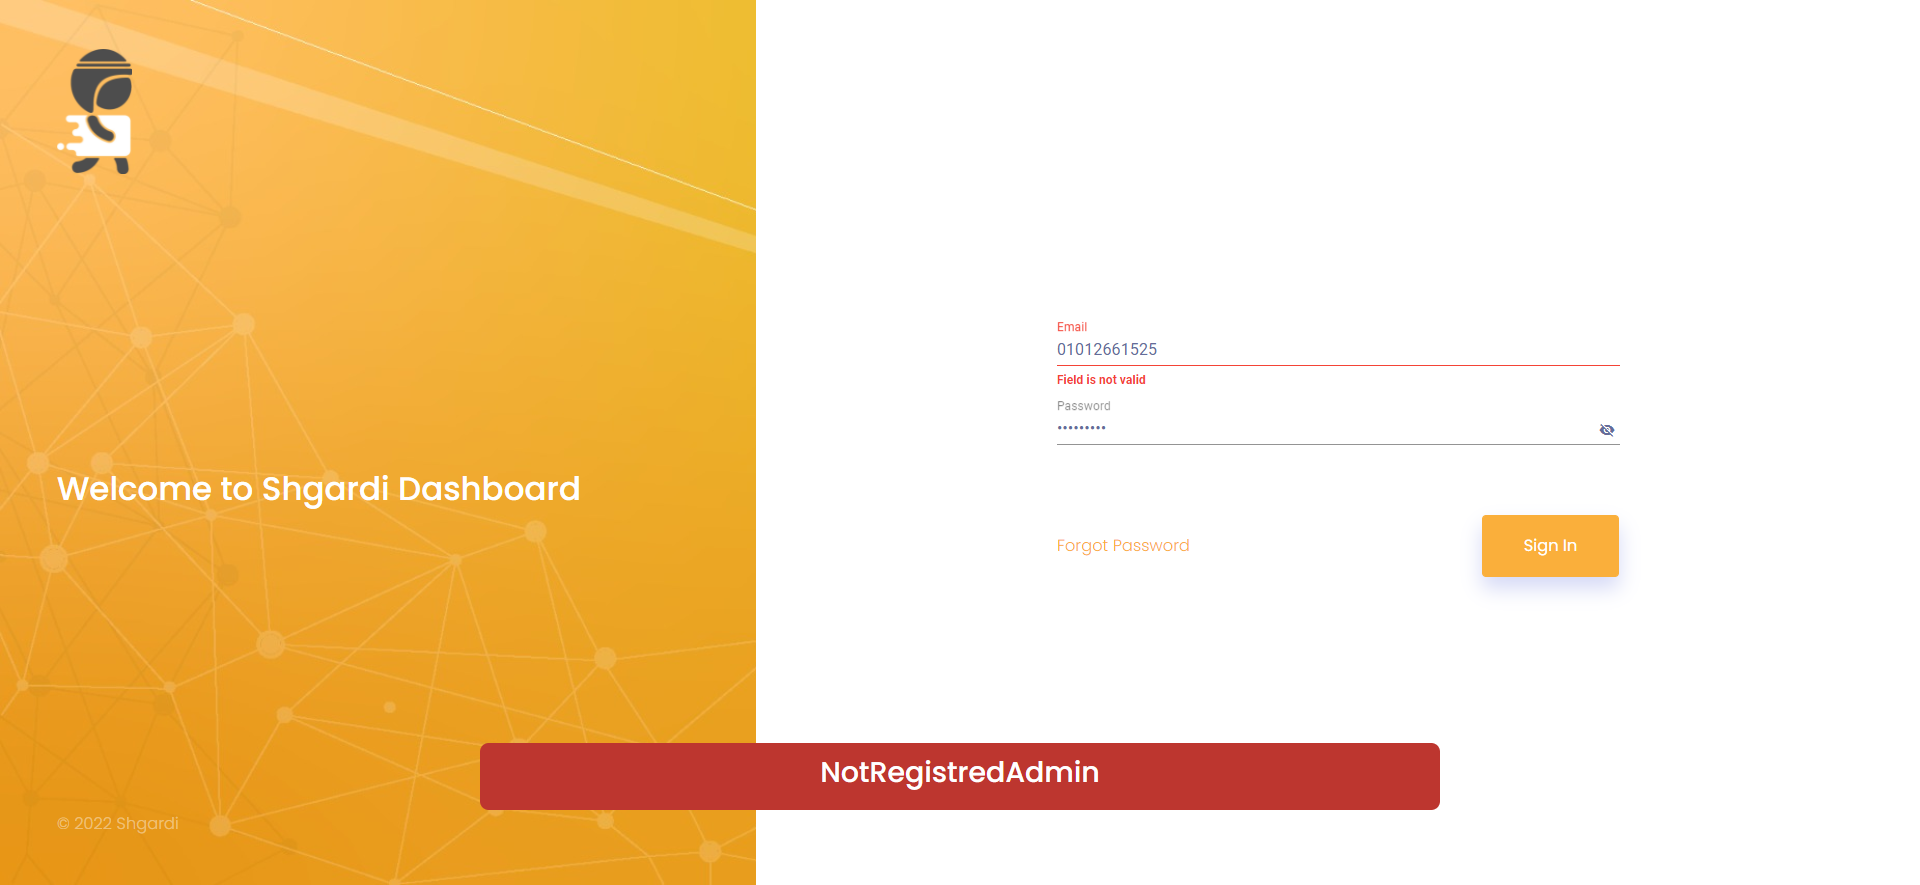 Welcome to Shgardi Dashboard
© 2022 Shgardi
Email
01012661525
Field is not valid
Password
•••••••••
Forgot Password
Sign In
NotRegistredAdmin